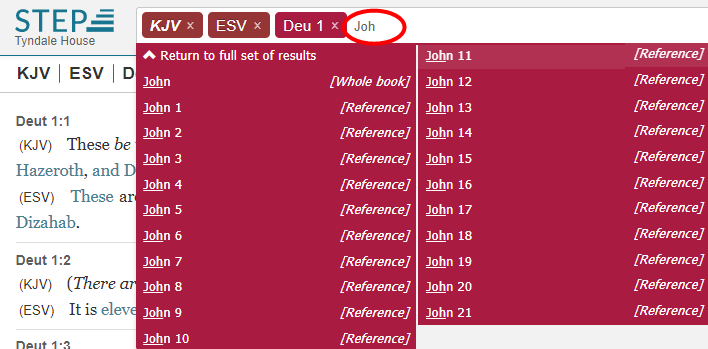 STEP
Tyndale House
KJV x ESV x Deu 1 x Joh
KJV | ESV | D
Deut 1:1
(KJV) These be
Hazeroth, and D
(ESV) These are
Dizahab.
Deut 1:2
(KJV) (There ar
(ESV) It is eleve
Deut 1:3
Return to full set of results
John [Whole book]
John 1 [Reference]
John 2 [Reference]
John 3 [Reference]
John 4 [Reference]
John 5 [Reference]
John 6 [Reference]
John 7 [Reference]
John 8 [Reference]
John 9 [Reference]
John 10 [Reference]
John 11 [Reference]
John 12 [Reference]
John 13 [Reference]
John 14 [Reference]
John 15 [Reference]
John 16 [Reference]
John 17 [Reference]
John 18 [Reference]
John 19 [Reference]
John 20 [Reference]
John 21 [Reference]